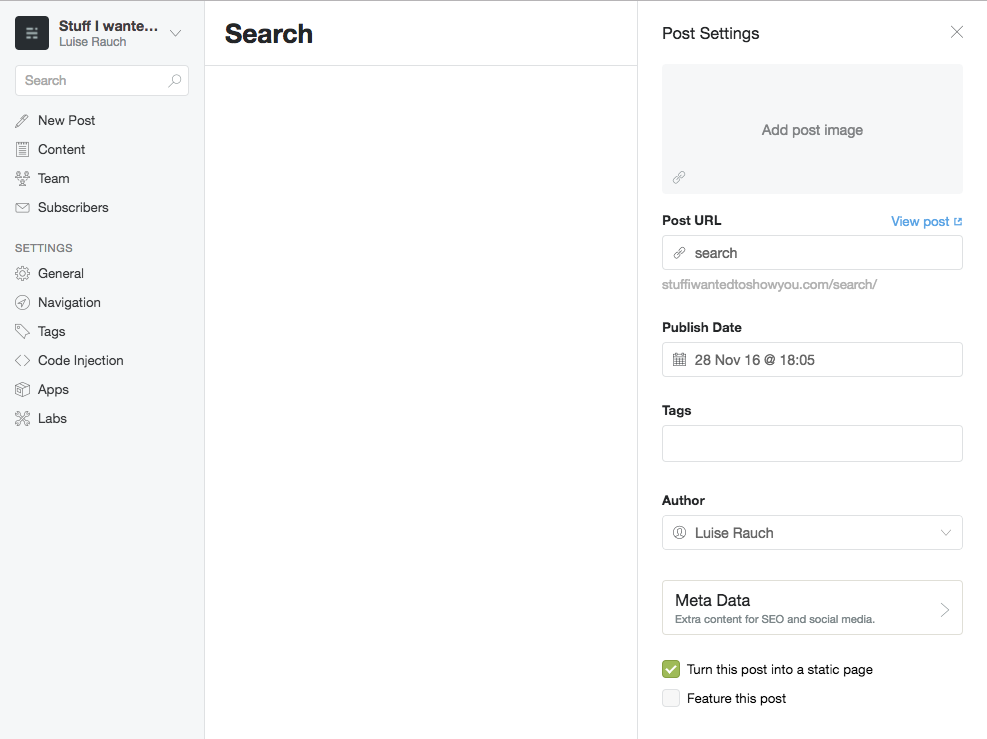 Stuff I wante...
Luise Rauch
Search
New Post
Content
Team
Subscribers
SETTINGS
General
Navigation
Tags
Code Injection
Apps
Labs
Search
Post Settings
Add post image
Post URL
View post
search
stuffiwantedtoshowyou.com/search/
Publish Date
28 Nov 16 @ 18:05
Tags
Author
Luise Rauch
Meta Data
Extra content for SEO and social media.
Turn this post into a static page
Feature this post